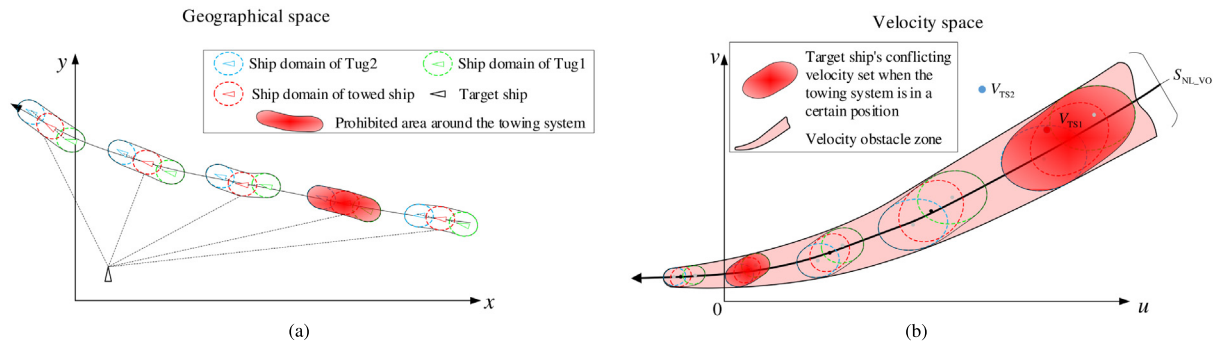 Geographical space
y
Ship domain of Tug2
Ship domain of Tug1
Ship domain of towed ship
Target ship
Prohibited area around the towing system
x
(a)
Velocity space
v
Target ship's conflicting
velocity set when the
towing system is in a
certain position
Velocity obstacle zone
V_TS2
V_TS1
S_NL_VO
0
u
(b)